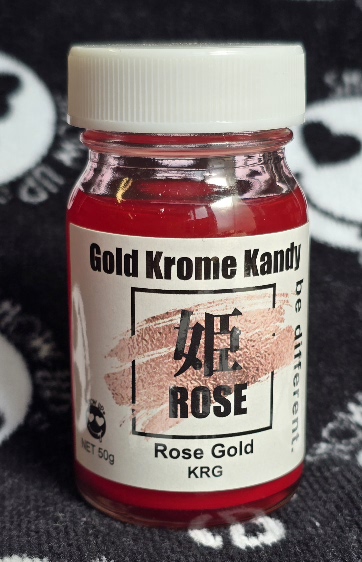 Gold Krome Kandy
be different.
姫
ROSE
NET 50g
Rose Gold
KRG